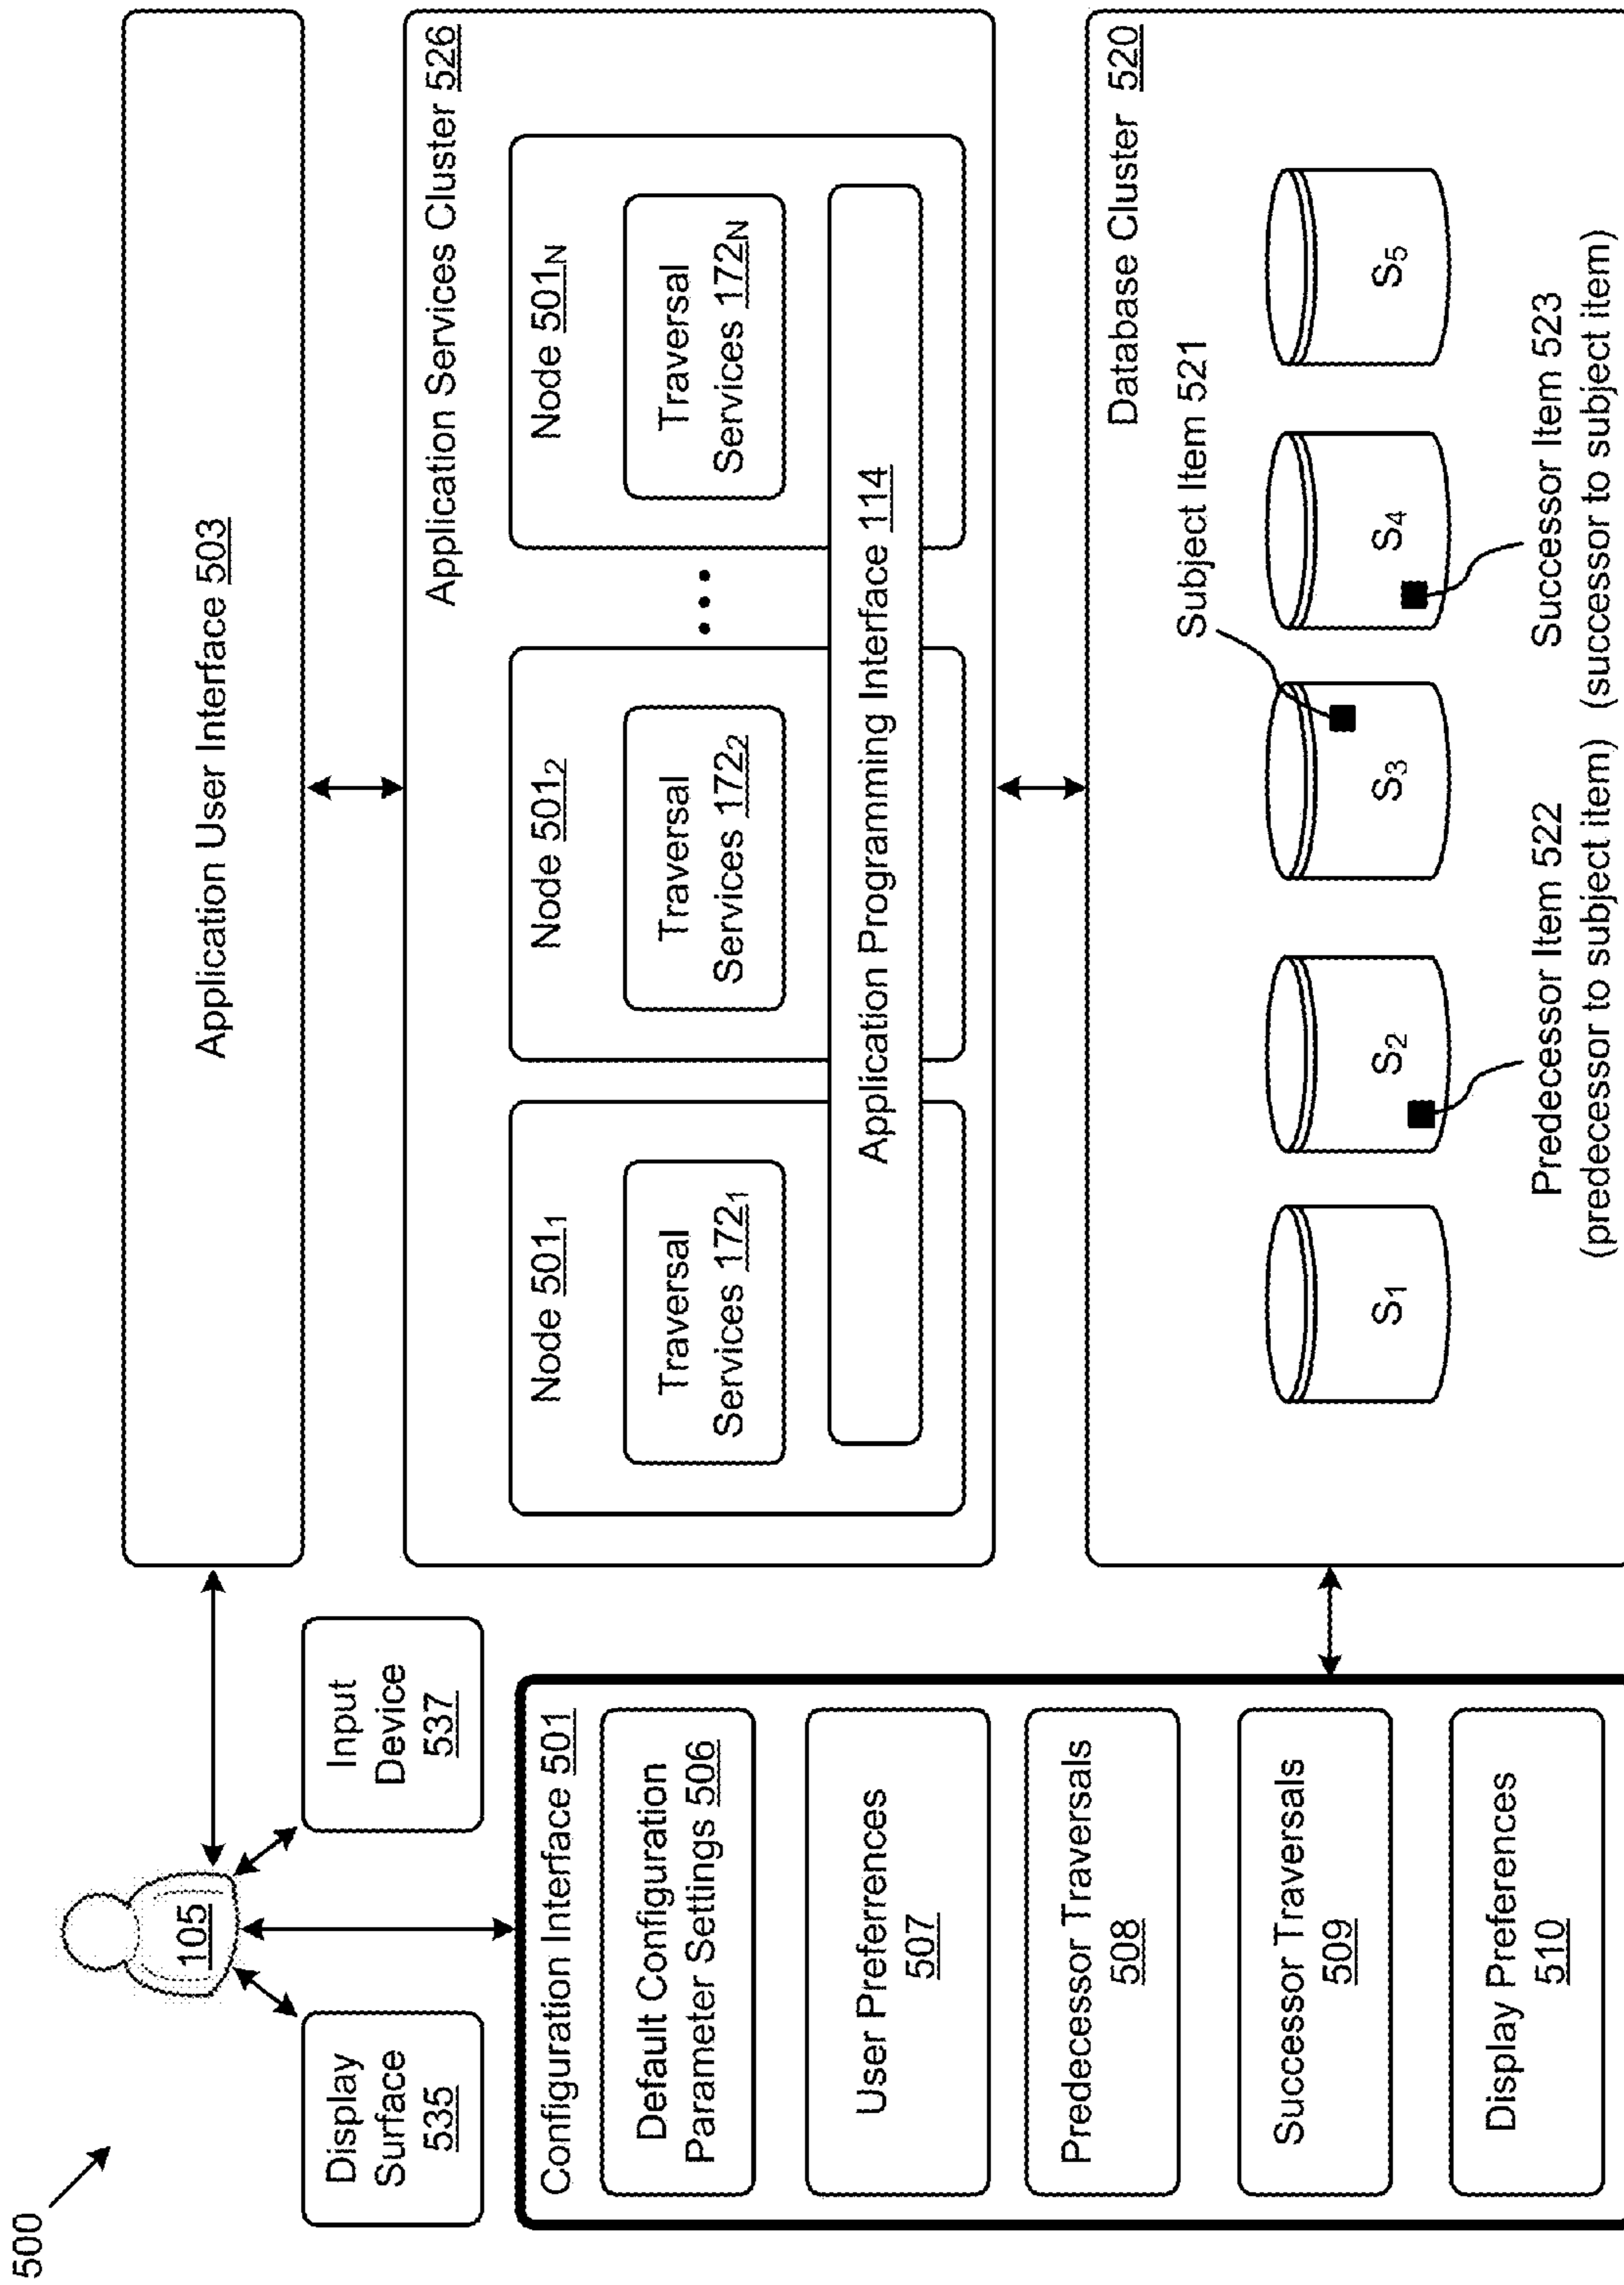 500
105
Display
Surface
535
Input
Device
537
Configuration Interface 501
Default Configuration
Parameter Settings 506
User Preferences
507
Predecessor Traversals
508
Successor Traversals
509
Display Preferences
510
Application User Interface 503
Application Services Cluster 526
Node 501₁
Traversal
Services 172₁
Node 501₂
Traversal
Services 172₂
Node 501N
Traversal
Services 172N
Application Programming Interface 114
Database Cluster 520
Subject Item 521
S₁
S₂
S₃
S₄
S₅
Predecessor Item 522
(predecessor to subject item)
Successor Item 523
(successor to subject item)